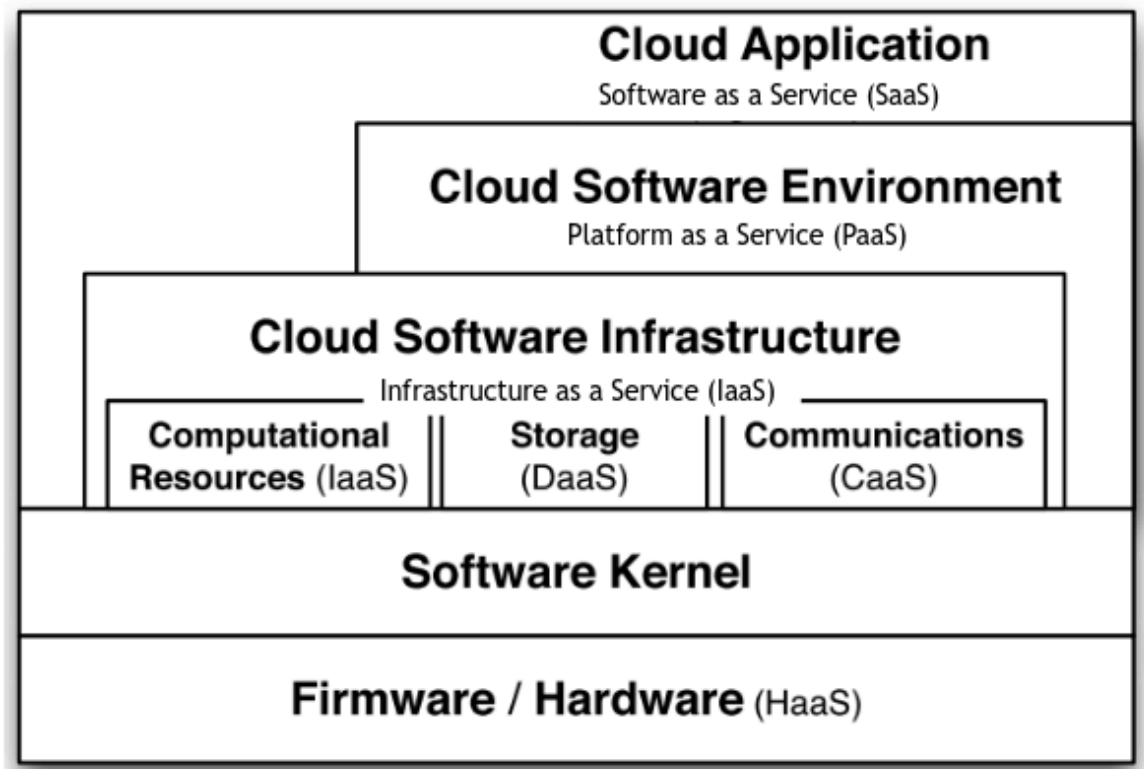 Cloud Application
Software as a Service (SaaS)
Cloud Software Environment
Platform as a Service (PaaS)
Cloud Software Infrastructure
Infrastructure as a Service (IaaS)
Computational
Resources (IaaS)
Storage
(DaaS)
Communications
(CaaS)
Software Kernel
Firmware / Hardware (HaaS)